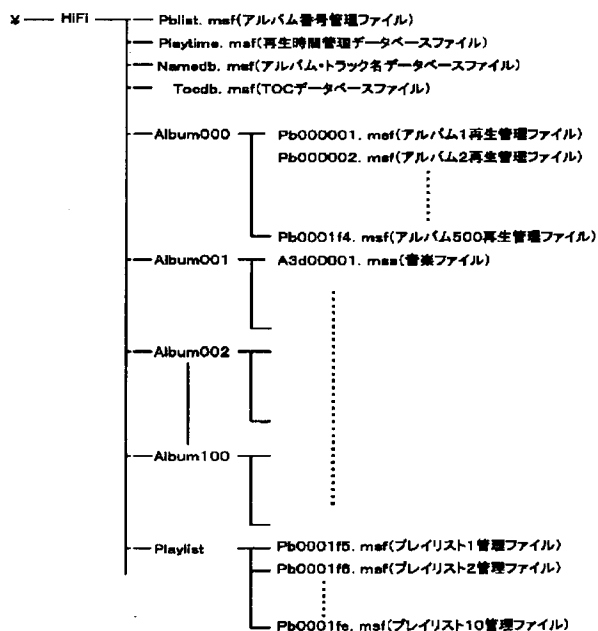 ¥ HiFi Pblist. msf(アルバム番号管理ファイル)
Playtime. msf(再生時間管理データベースファイル)
Namedb. msf(アルバム・トラック名データベースファイル)
Tocdb. msf(TOCデータベースファイル)
Album000 Pb000001. msf(アルバム1再生管理ファイル)
Pb000002. msf(アルバム2再生管理ファイル)
Pb0001f4. msf(アルバム500再生管理ファイル)
Album001 A3d00001. msa(音楽ファイル)
Album002
Album100
Playlist Pb0001f5. msf(プレイリスト1管理ファイル)
Pb0001f6. msf(プレイリスト2管理ファイル)
Pb0001fe. msf(プレイリスト10管理ファイル)